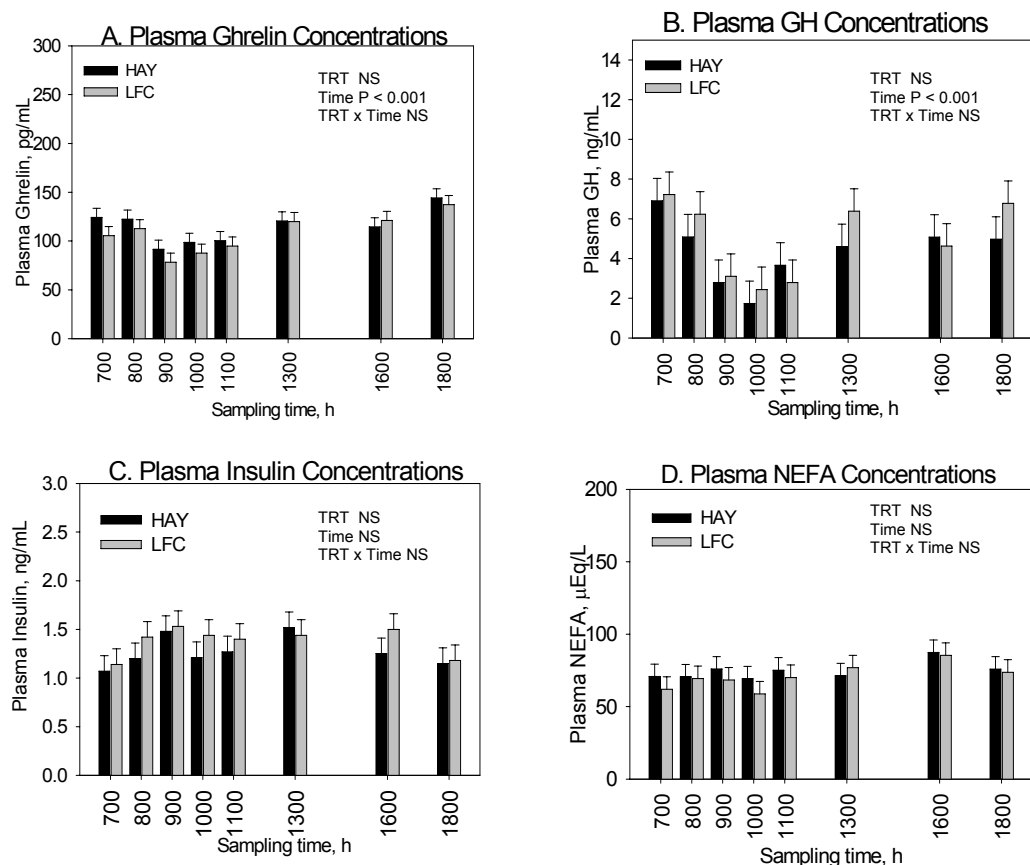 A. Plasma Ghrelin Concentrations
300
250
200
150
100
50
0
Plasma Ghrelin, pg/mL
HAY
LFC
TRT NS
Time P < 0.001
TRT x Time NS
700
800
900
1000
1100
1300
1600
1800
Sampling time, h
B. Plasma GH Concentrations
14
12
10
8
6
4
2
0
Plasma GH, ng/mL
HAY
LFC
TRT NS
Time P < 0.001
TRT x Time NS
700
800
900
1000
1100
1300
1600
1800
Sampling time, h
C. Plasma Insulin Concentrations
3.0
2.5
2.0
1.5
1.0
0.5
0.0
Plasma Insulin, ng/mL
HAY
LFC
TRT NS
Time NS
TRT x Time NS
700
800
900
1000
1100
1300
1600
1800
Sampling time, h
D. Plasma NEFA Concentrations
200
150
100
50
0
Plasma NEFA, µEq/L
HAY
LFC
TRT NS
Time NS
TRT x Time NS
700
800
900
1000
1100
1300
1600
1800
Sampling time, h